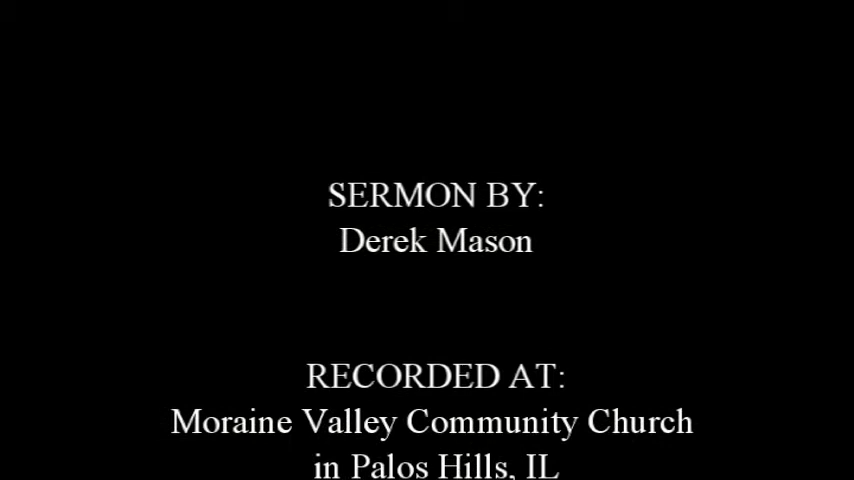 SERMON BY:
Derek Mason
RECORDED AT:
Moraine Valley Community Church
in Palos Hills, IL